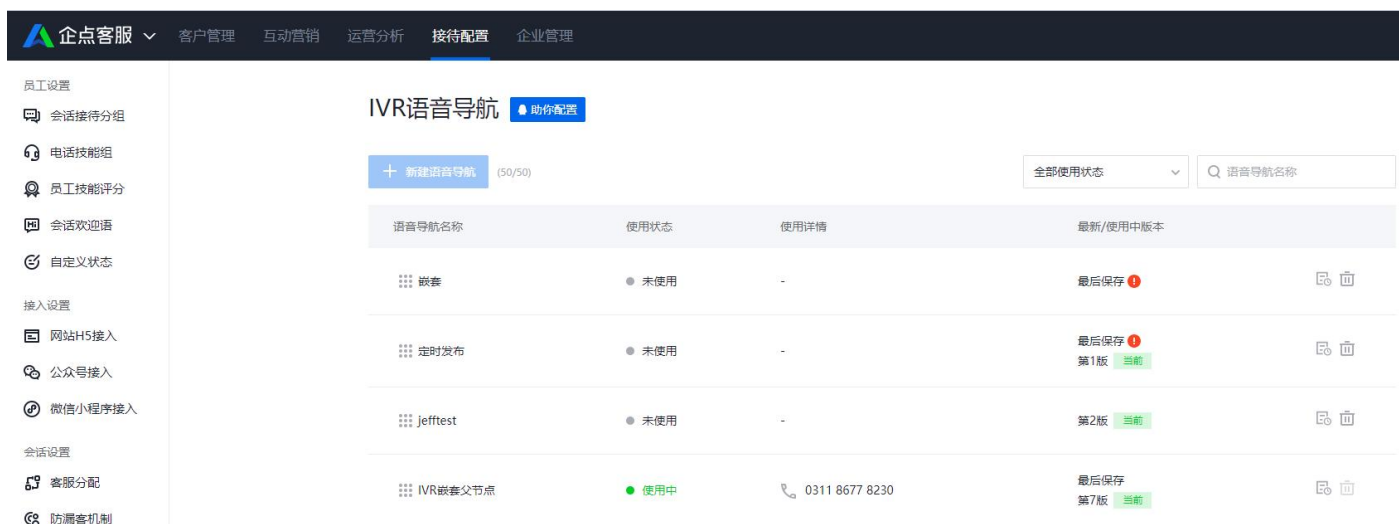 企点客服 客户管理 互动营销 运营分析 接待配置 企业管理
员工设置
会话接待分组
电话技能组
员工技能评分
Hi 会话欢迎语
自定义状态
接入设置
网站H5接入
公众号接入
微信小程序接入
会话设置
客服分配
防漏客机制
IVR语音导航 助你配置
新建语音导航 (50/50) 全部使用状态 语音导航名称
语音导航名称 使用状态 使用详情 最新/使用中版本
嵌套 未使用 - 最后保存
定时发布 未使用 - 最后保存
第1版 当前
jefftest 未使用 - 第2版 当前
IVR嵌套父节点 使用中 0311 8677 8230 最后保存
第7版 当前